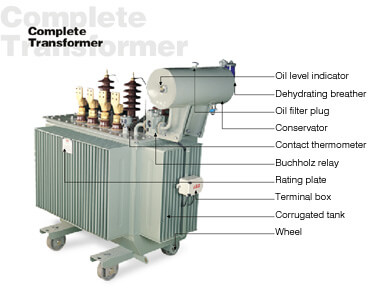 Complete
Transformer
Complete
Transformer
Oil level indicator
Dehydrating breather
Oil filter plug
Conservator
Contact thermometer
Buchholz relay
Rating plate
Terminal box
Corrugated tank
Wheel